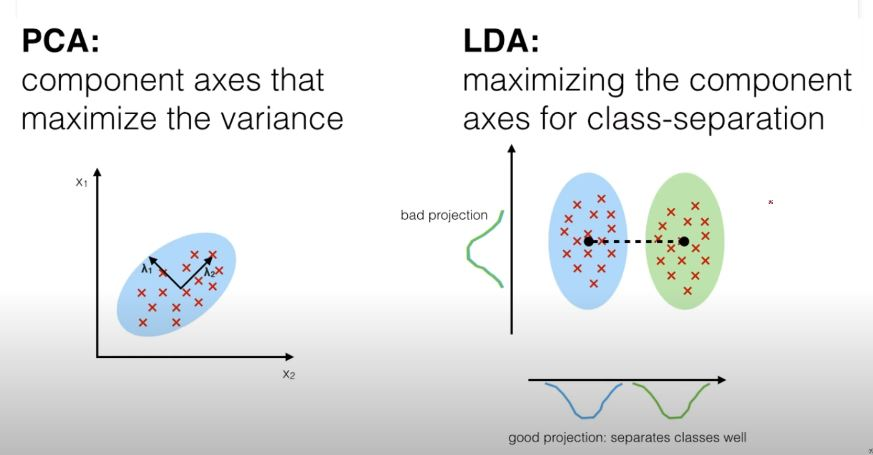 PCA:
component axes that
maximize the variance
LDA:
maximizing the component
axes for class-separation
x₁
λ₁
λ₂
x₂
bad projection
good projection: separates classes well